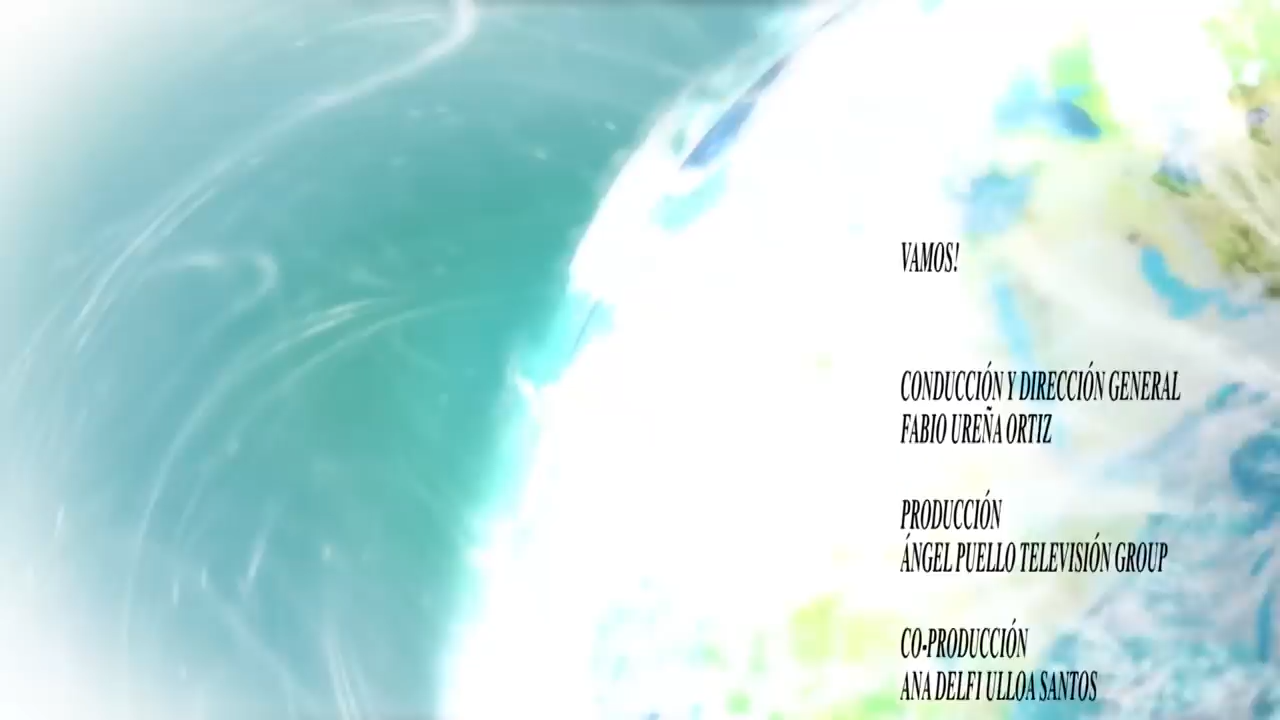 VAMOS!
CONDUCCIÓN Y DIRECCIÓN GENERAL
FABIO UREÑA ORTIZ
PRODUCCIÓN
ÁNGEL PUELLO TELEVISIÓN GROUP
CO-PRODUCCIÓN
ANA DELFI ULLOA SANTOS